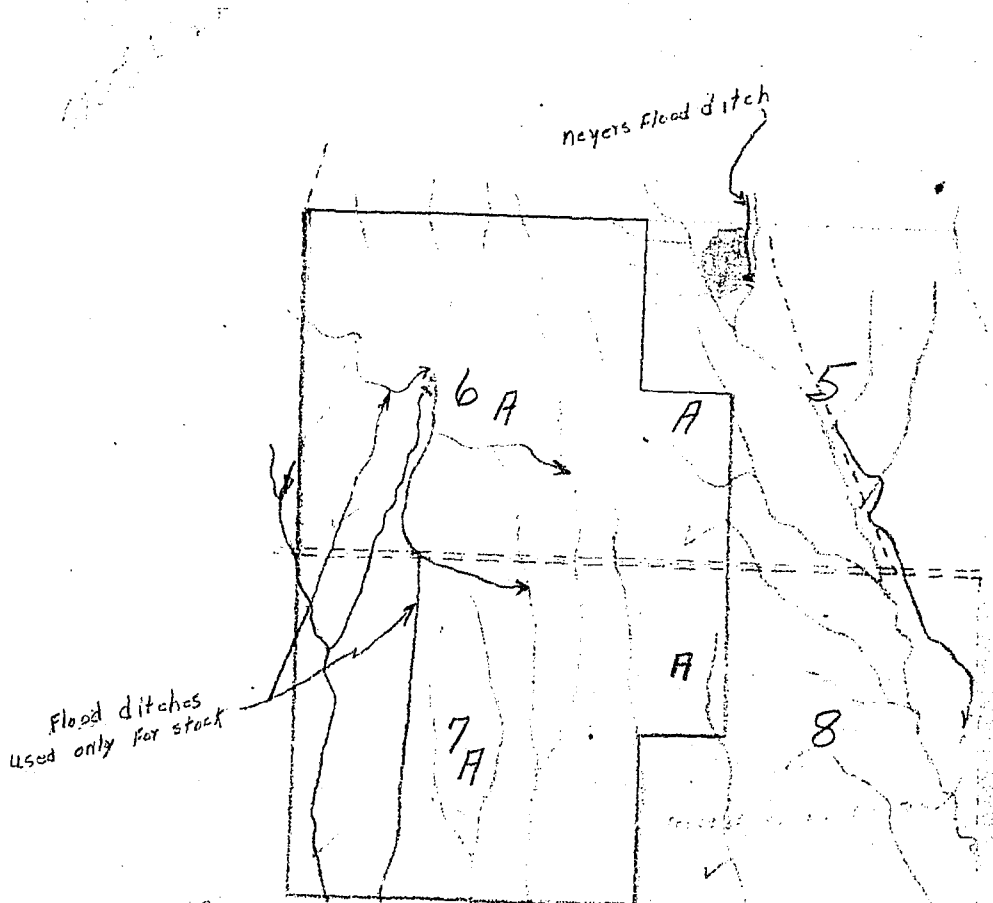 neyers Flood ditch
5
6 A
A
A
Flood ditches
used only for stock
7
A
8